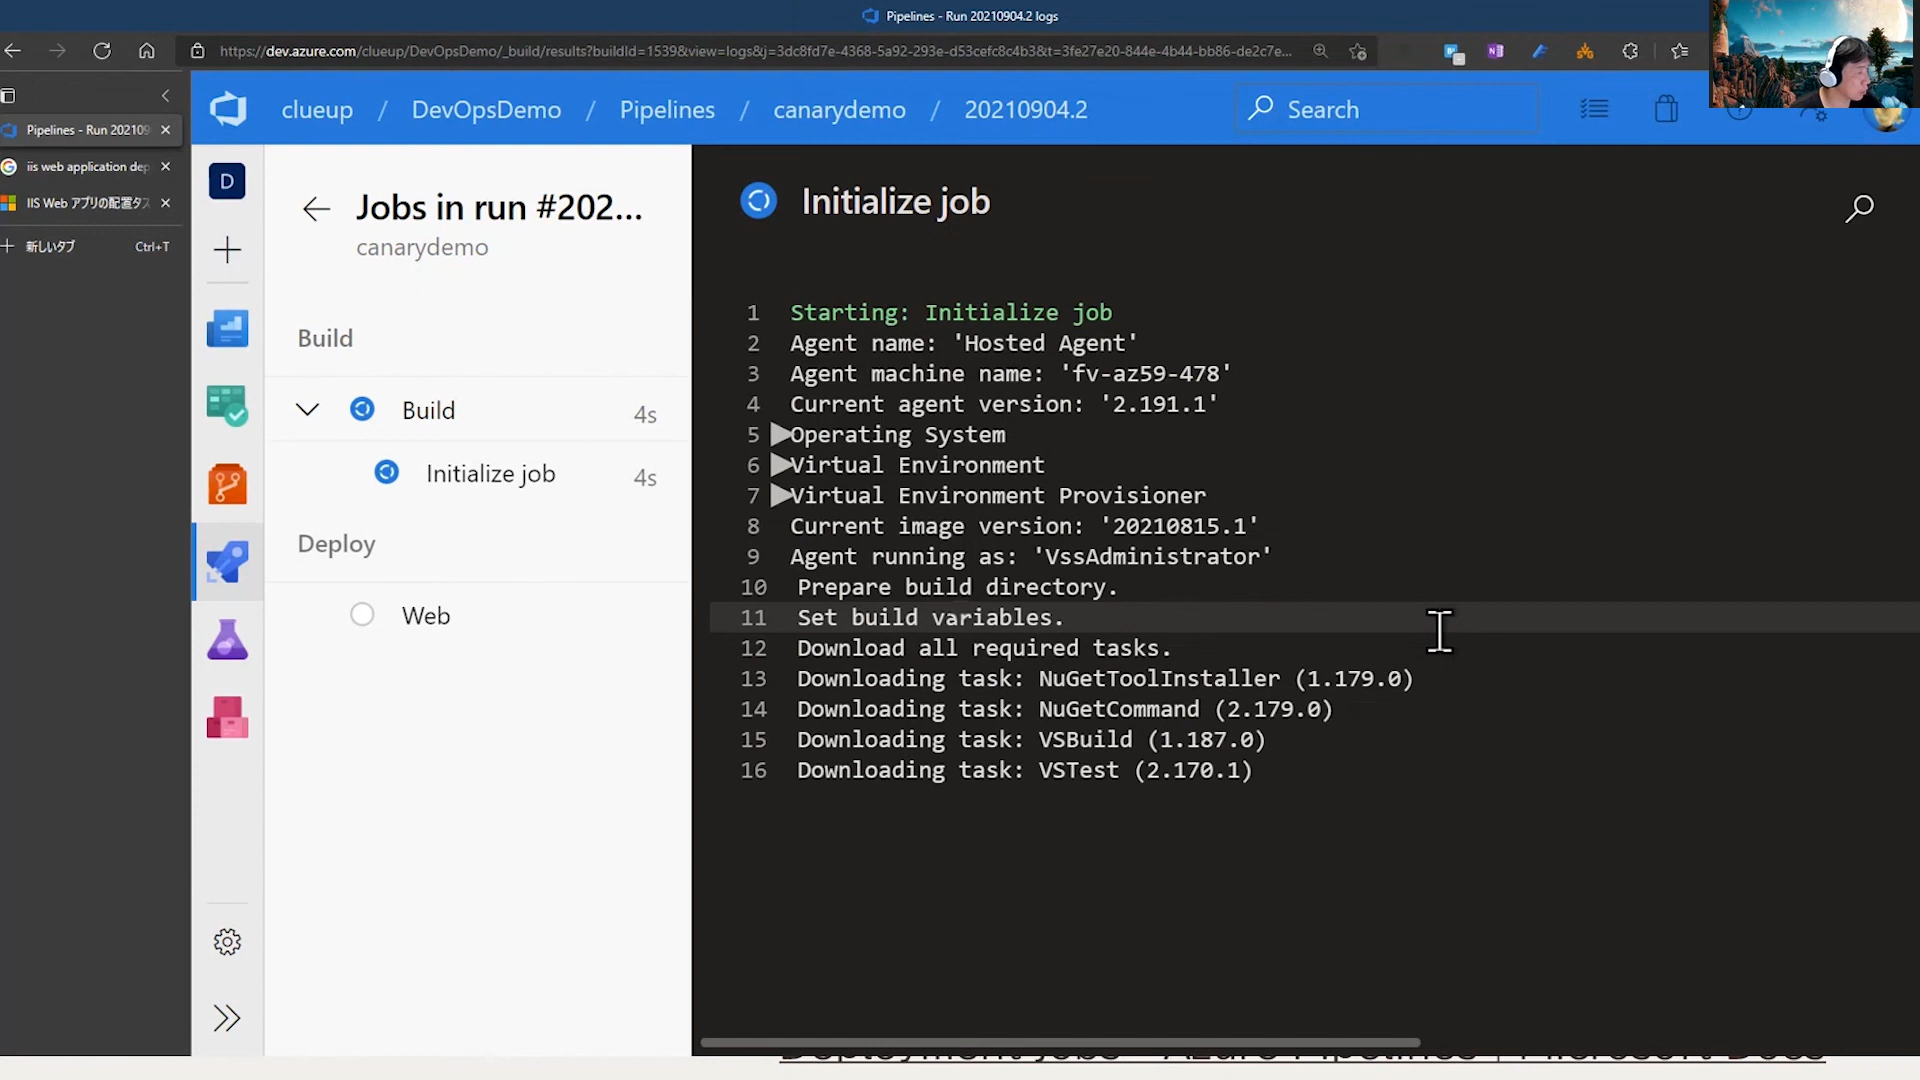 Pipelines - Run 20210904.2 logs
https://dev.azure.com/clueup/DevOpsDemo/_build/results?buildId=1539&view=logs&j=3dc8fd7e-4368-5a92-293e-d53cefc8c4b3&t=3fe27e20-844e-4b44-bb86-de2c7e...
Pipelines - Run 202109
iis web application dep
IIS Web アプリの配置タス
新しいタブ Ctrl+T
clueup / DevOpsDemo / Pipelines / canarydemo / 20210904.2
Search
D
Jobs in run #202...
canarydemo
Build
Build 4s
Initialize job 4s
Deploy
Web
Initialize job
1 Starting: Initialize job
2 Agent name: 'Hosted Agent'
3 Agent machine name: 'fv-az59-478'
4 Current agent version: '2.191.1'
5 Operating System
6 Virtual Environment
7 Virtual Environment Provisioner
8 Current image version: '20210815.1'
9 Agent running as: 'VssAdministrator'
10 Prepare build directory.
11 Set build variables.
12 Download all required tasks.
13 Downloading task: NuGetToolInstaller (1.179.0)
14 Downloading task: NuGetCommand (2.179.0)
15 Downloading task: VSBuild (1.187.0)
16 Downloading task: VSTest (2.170.1)
Deployment jobs - Azure Pipelines | Microsoft Docs